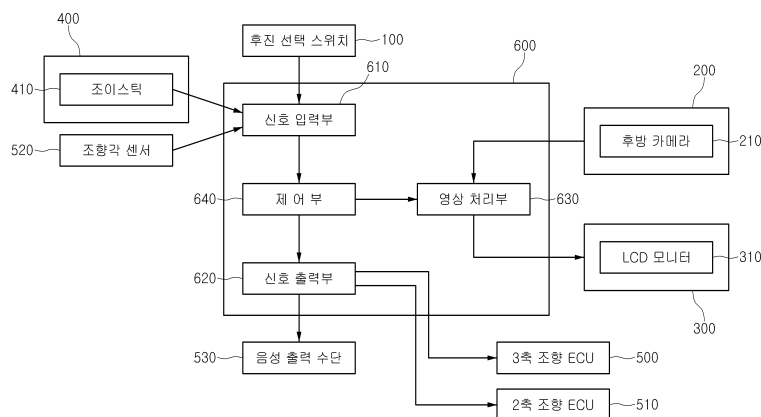 400
후진 선택 스위치
100
600
610
410
조이스틱
200
신호 입력부
520
조향각 센서
후방 카메라
210
640
제 어 부
영상 처리부
630
LCD 모니터
310
620
신호 출력부
300
530
음성 출력 수단
3축 조향 ECU
500
2축 조향 ECU
510